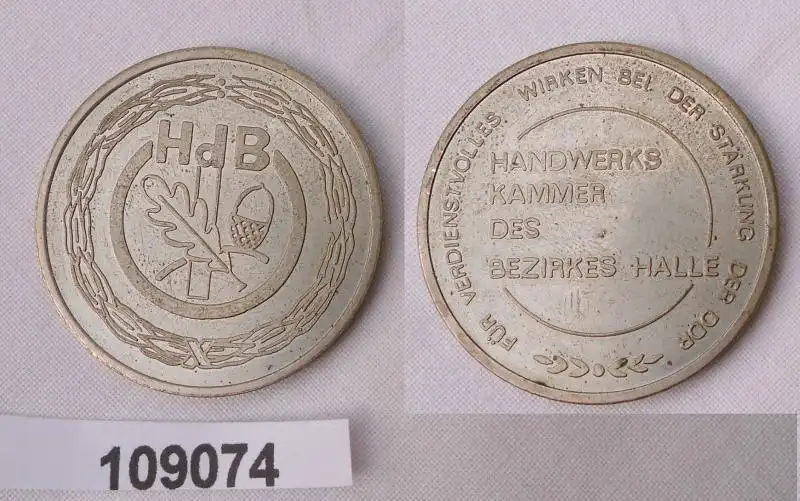 HdB
FÜR VERDIENSTVOLLES WIRKEN BEI DER STÄRKUNG DER DDR
HANDWERKS
KAMMER
DES
BEZIRKES HALLE
109074